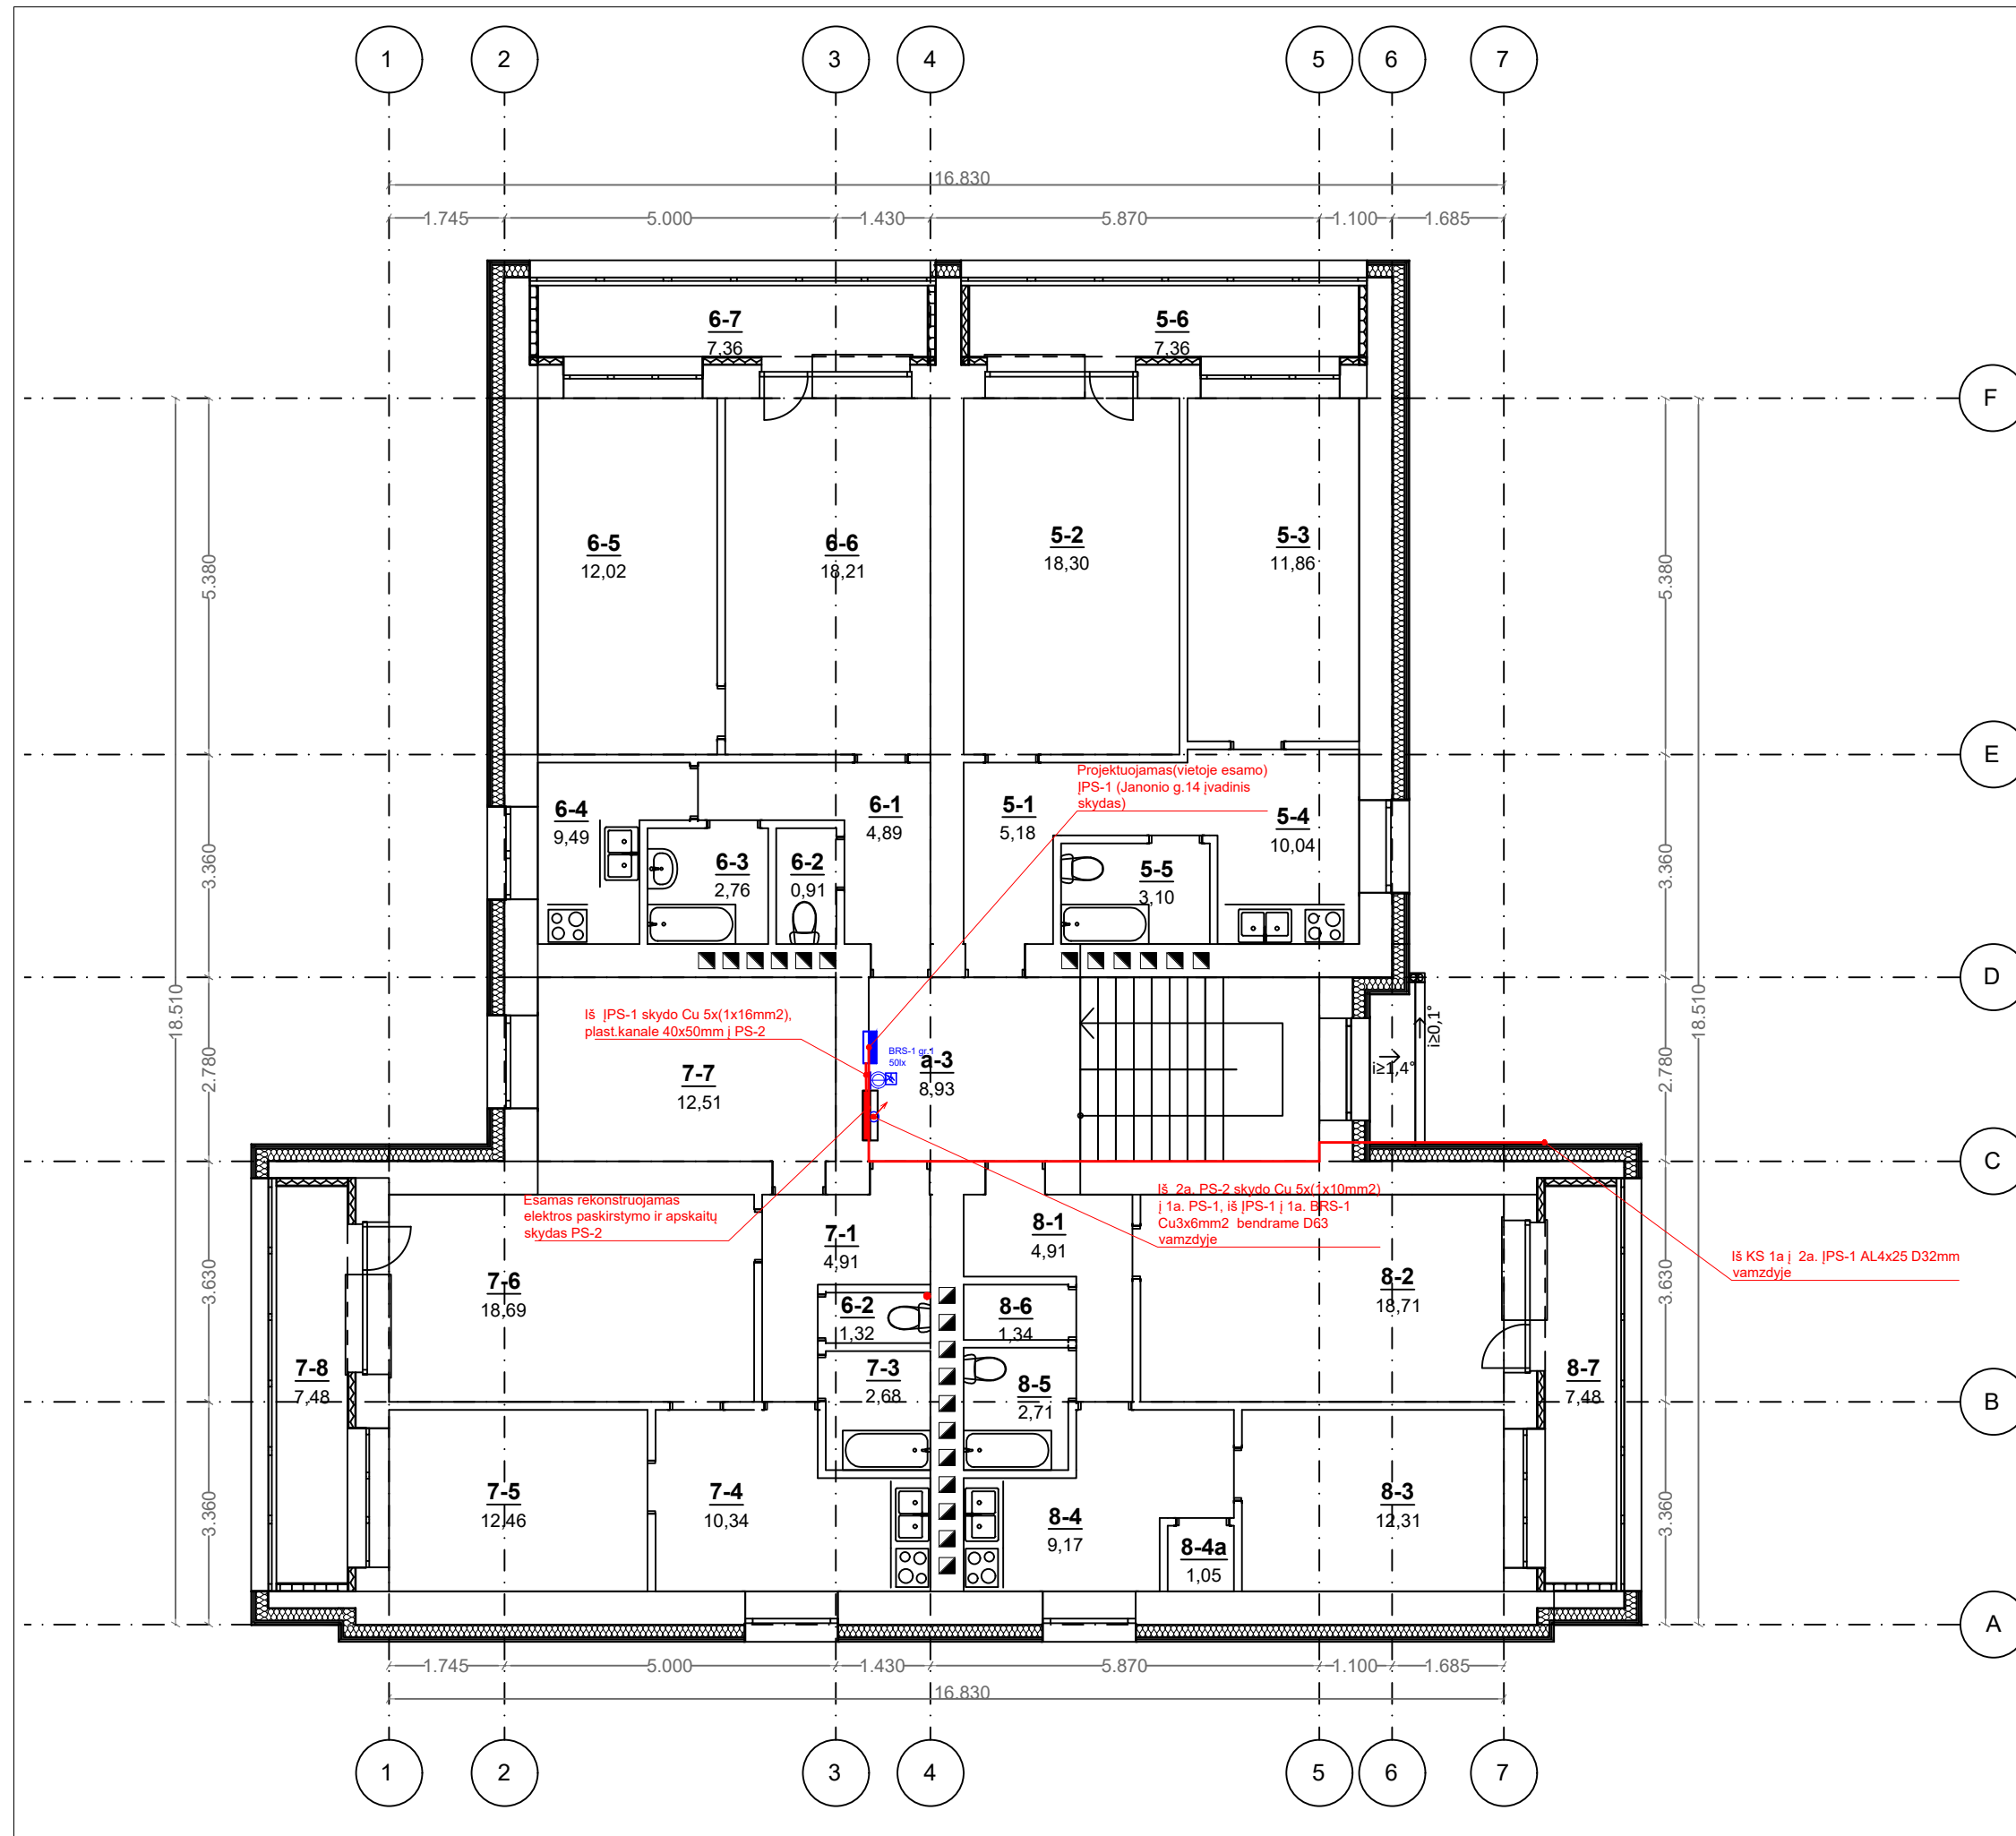 1 2 3 4 5 6 7
16.830
1.745 5.000 1.430 5.870 1.100 1.685
6-7
7,36
5-6
7,36
F
6-5
12,02
6-6
18,21
5-2
18,30
5-3
11,86
5.380
5.380
E
Projektuojamas(vietoje esamo)
ĮPS-1 (Janonio g.14 įvadinis
skydas)
6-4
9,49
6-3
2,76
6-2
0,91
6-1
4,89
5-1
5,18
5-5
3,10
5-4
10,04
3.360
3.360
D
18.510
18.510
Iš ĮPS-1 skydo Cu 5x(1x16mm2),
plast.kanale 40x50mm į PS-2
BRS-1 gr.1
50lx
a-3
8,93
7-7
12,51
i≥1,4°
i≥0,1°
2.780
2.780
C
Esamas rekonstruojamas
elektros paskirstymo ir apskaitų
skydas PS-2
Iš 2a. PS-2 skydo Cu 5x(1x10mm2)
į 1a. PS-1, iš ĮPS-1 į 1a. BRS-1
Cu3x6mm2 bendrame D63
vamzdyje
Iš KS 1a į 2a. ĮPS-1 AL4x25 D32mm
vamzdyje
7-1
4,91
8-1
4,91
7-6
18,69
6-2
1,32
8-6
1,34
8-2
18,71
3.630
3.630
7-8
7,48
7-3
2,68
8-5
2,71
8-7
7,48
B
7-5
12,46
7-4
10,34
8-4
9,17
8-4a
1,05
8-3
12,31
3.360
3.360
A
1.745 5.000 1.430 5.870 1.100 1.685
16.830
1 2 3 4 5 6 7